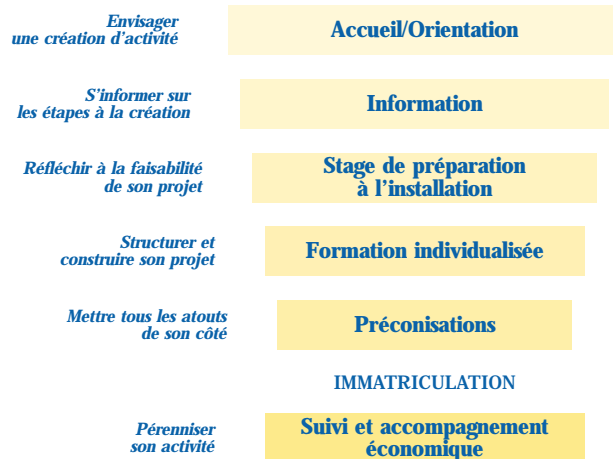 Envisager
une création d'activité
Accueil/Orientation
S'informer sur
les étapes à la création
Information
Réfléchir à la faisabilité
de son projet
Stage de préparation
à l'installation
Structurer et
construire son projet
Formation individualisée
Mettre tous les atouts
de son côté
Préconisations
IMMATRICULATION
Pérenniser
son activité
Suivi et accompagnement
économique